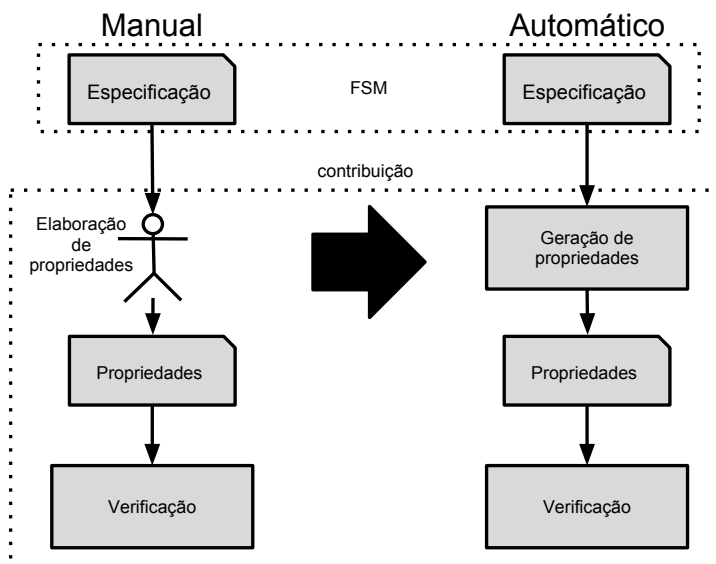 Manual
Automático
Especificação
FSM
Especificação
contribuição
Elaboração
de
propriedades
Geração de
propriedades
Propriedades
Propriedades
Verificação
Verificação